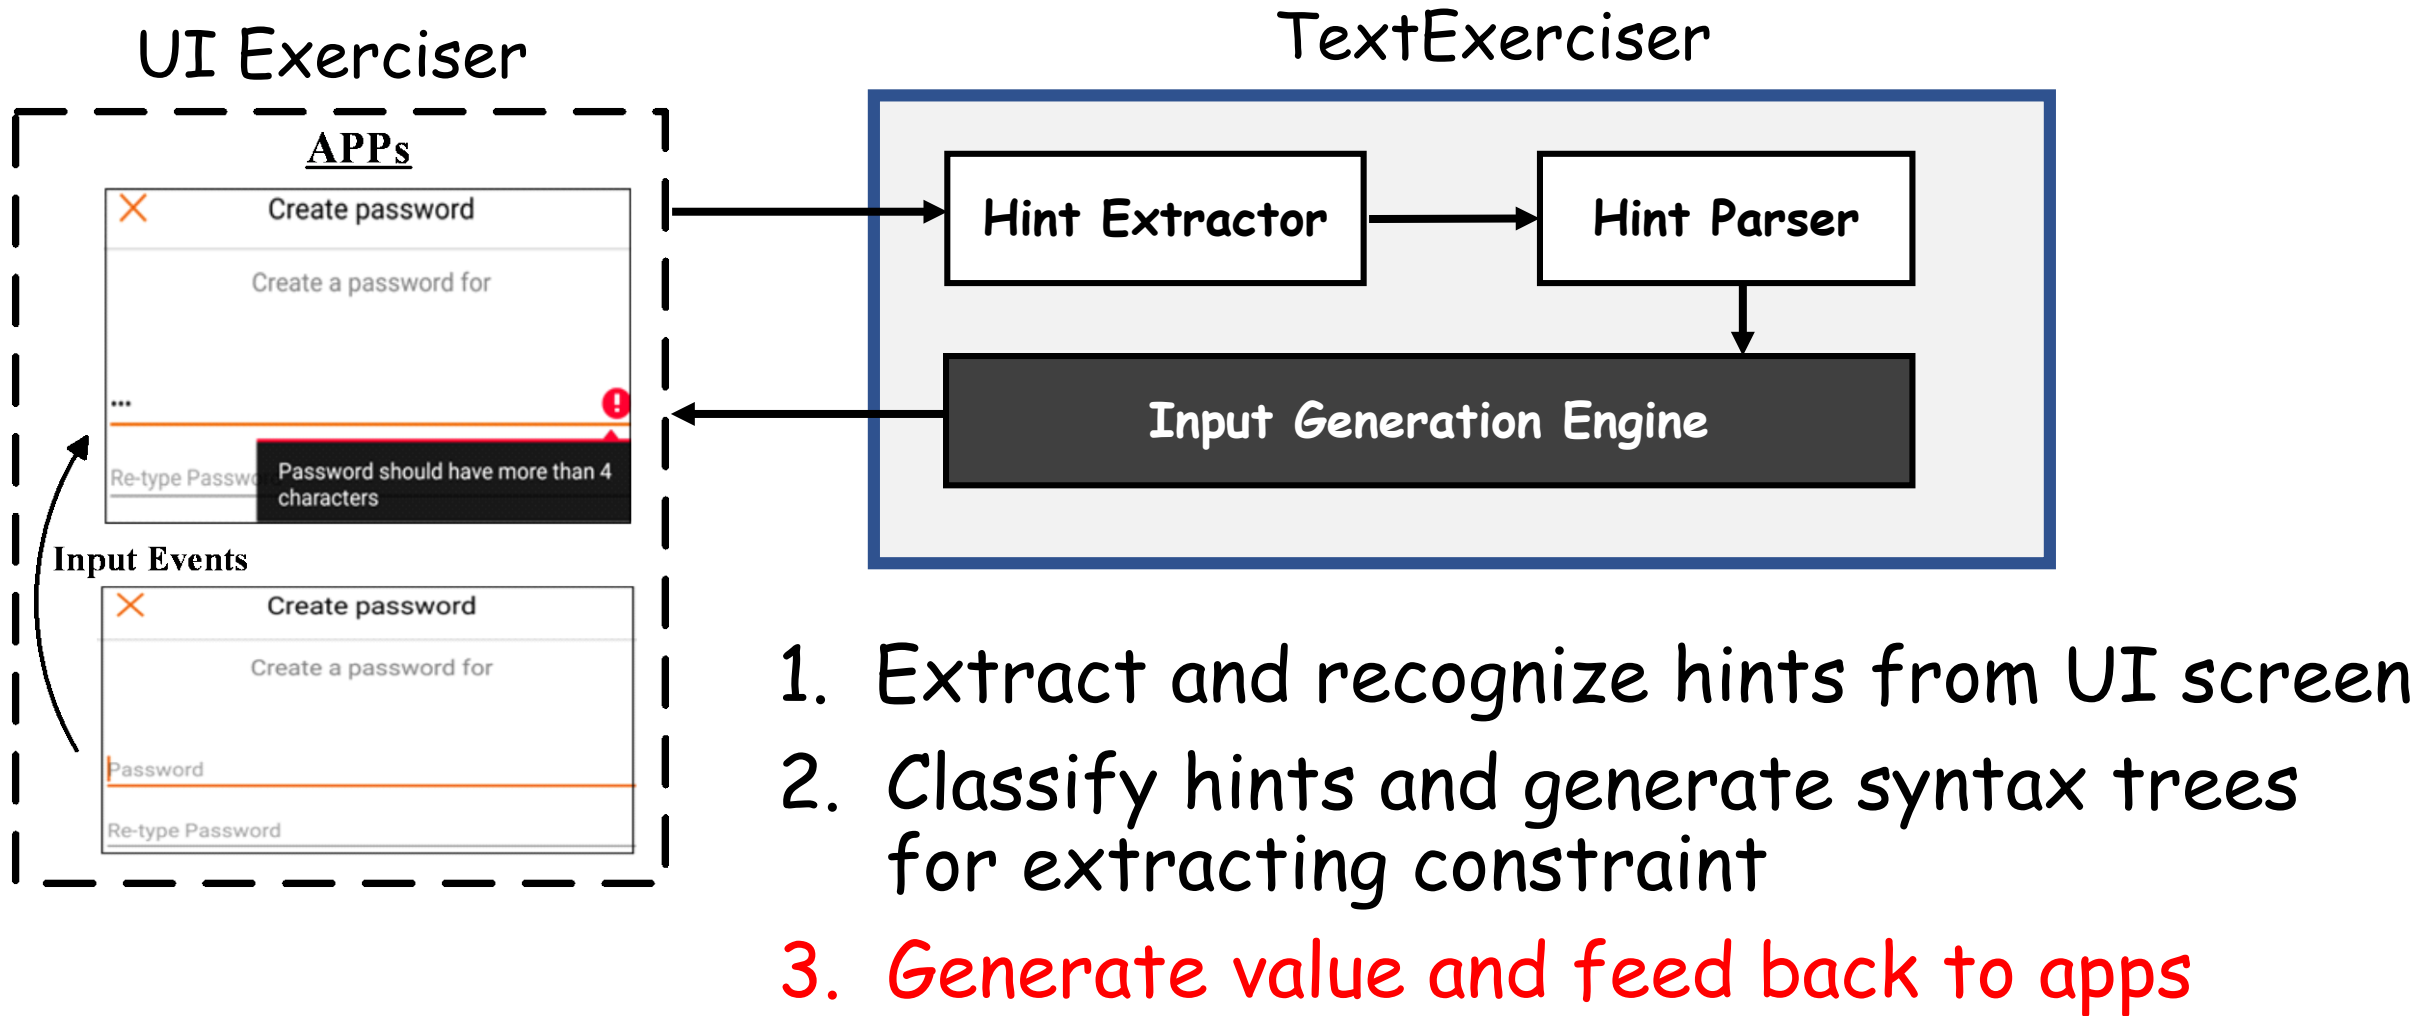 UI Exerciser
TextExerciser
APPs
Create password
Create a password for
•••
Re-type Passwo
Password should have more than 4
characters
Input Events
Create password
Create a password for
Password
Re-type Password
Hint Extractor
Hint Parser
Input Generation Engine
1. Extract and recognize hints from UI screen
2. Classify hints and generate syntax trees
for extracting constraint
3. Generate value and feed back to apps